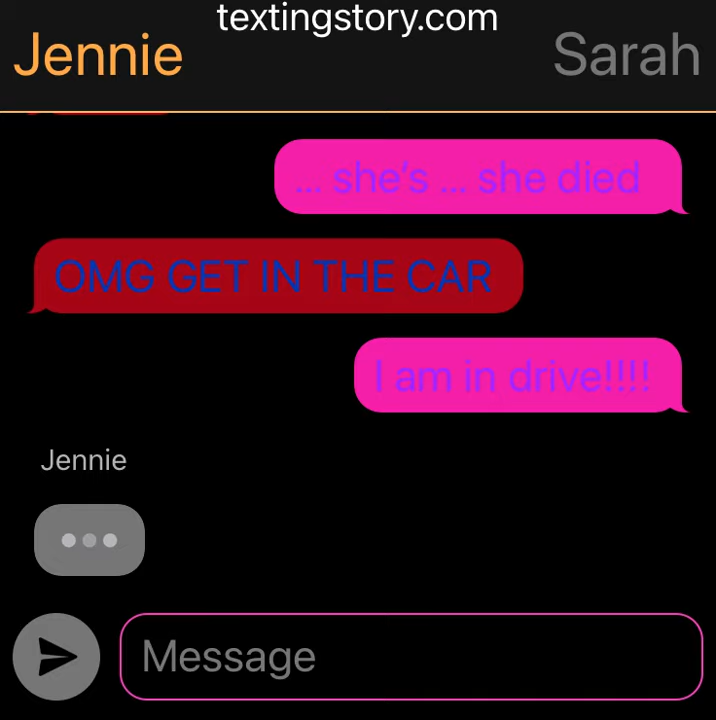 textingstory.com
Jennie
Sarah
... she's ... she died
OMG GET IN THE CAR
I am in drive!!!!
Jennie
Message